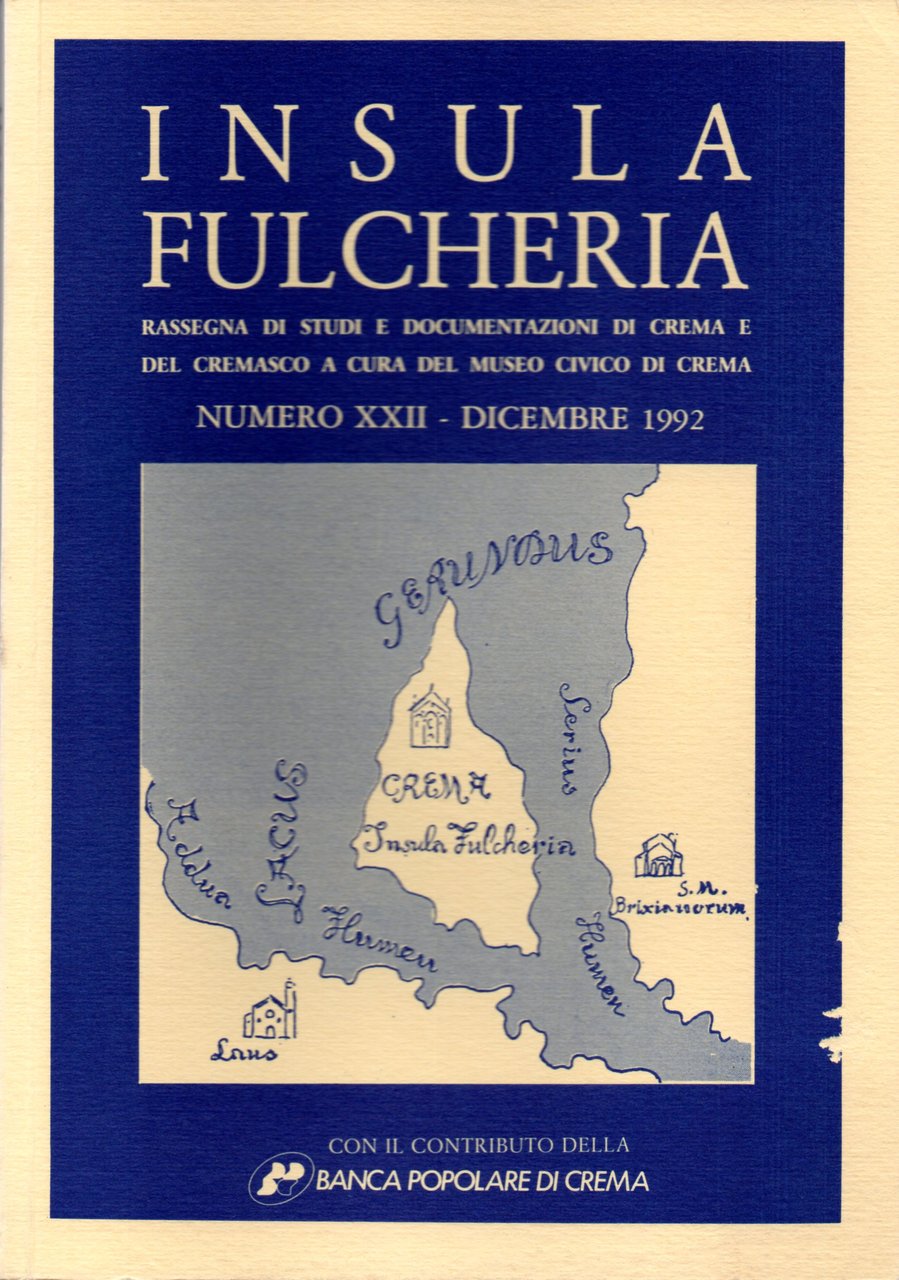 INSULA
FULCHERIA
RASSEGNA DI STUDI E DOCUMENTAZIONI DI CREMA E
DEL CREMASCO A CURA DEL MUSEO CIVICO DI CREMA
NUMERO XXII - DICEMBRE 1992
GERUNDUS
Serius
CREMA
LACUS
Addua
Insula Fulcheria
S.M.
Brixianorum
Flumen
Flumen
Laus
CON IL CONTRIBUTO DELLA
BANCA POPOLARE DI CREMA